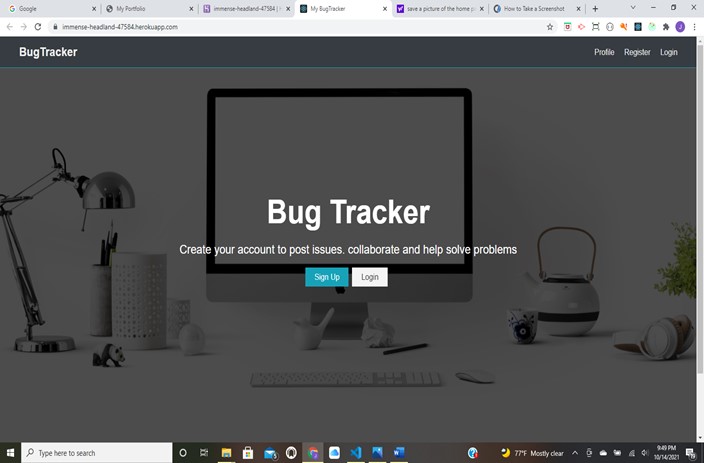 Google
My Portfolio
immense-headland-47584 | H
My BugTracker
save a picture of the home p
How to Take a Screenshot
immense-headland-47584.herokuapp.com
BugTracker
Profile
Register
Login
Bug Tracker
Create your account to post issues. collaborate and help solve problems
Sign Up
Login
Type here to search
77°F Mostly clear
9:49 PM
10/14/2021